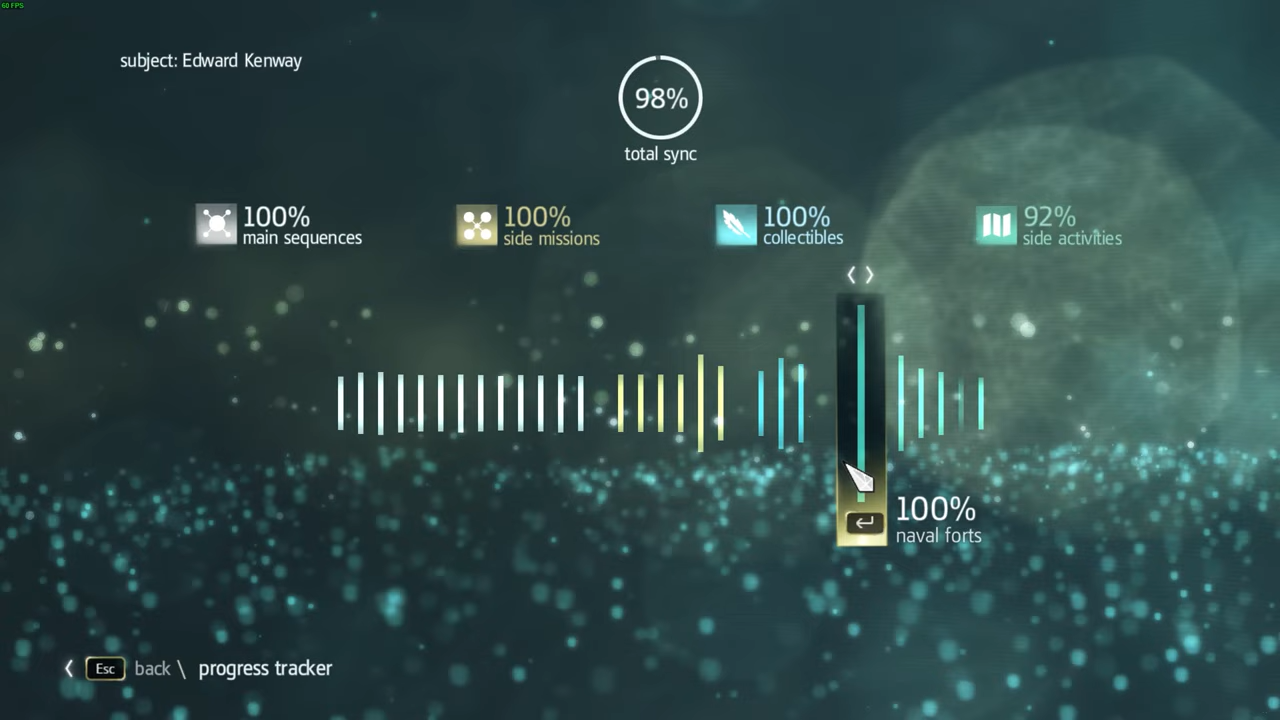 60 FPS
subject: Edward Kenway
98%
total sync
100%
main sequences
100%
side missions
100%
collectibles
92%
side activities
100%
naval forts
Esc back \ progress tracker